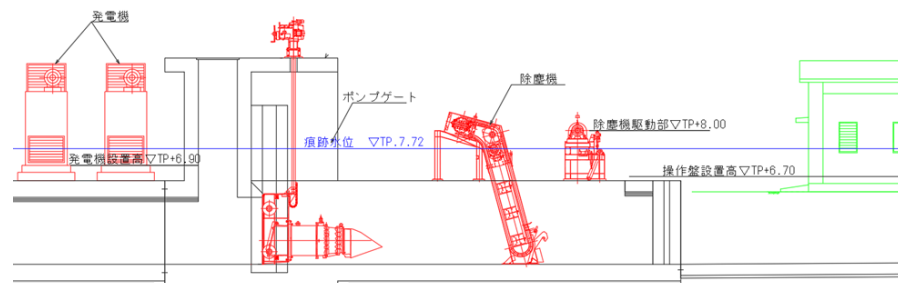 発電機
除塵機
ポンプゲート
除塵機駆動部▽TP+8.00
痕跡水位 ▽TP.7.72
発電機設置高▽TP+6.90
操作盤設置高▽TP+6.70